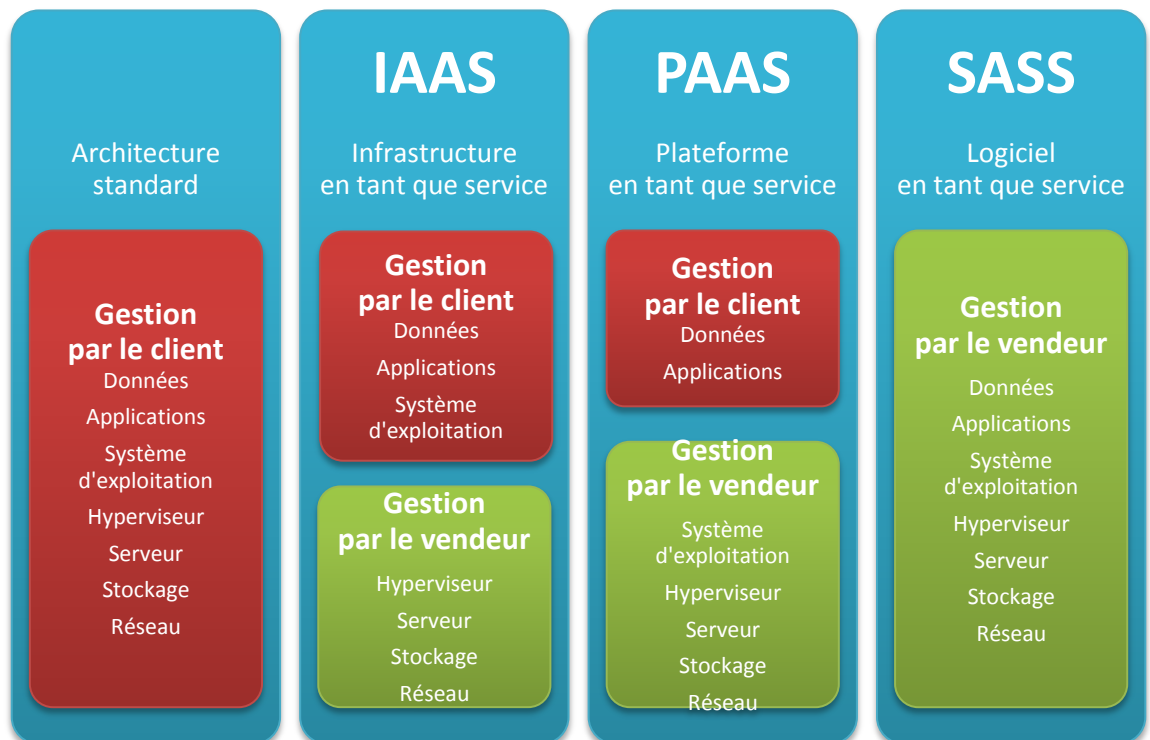 Architecture
standard
Gestion
par le client
Données
Applications
Système
d'exploitation
Hyperviseur
Serveur
Stockage
Réseau
IAAS
Infrastructure
en tant que service
Gestion
par le client
Données
Applications
Système
d'exploitation
Gestion
par le vendeur
Hyperviseur
Serveur
Stockage
Réseau
PAAS
Plateforme
en tant que service
Gestion
par le client
Données
Applications
Gestion
par le vendeur
Système
d'exploitation
Hyperviseur
Serveur
Stockage
Réseau
SASS
Logiciel
en tant que service
Gestion
par le vendeur
Données
Applications
Système
d'exploitation
Hyperviseur
Serveur
Stockage
Réseau